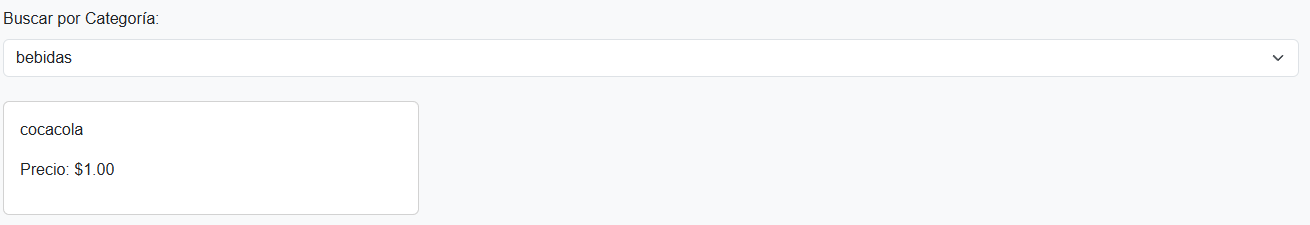 Buscar por Categoría:
bebidas
cocacola
Precio: $1.00